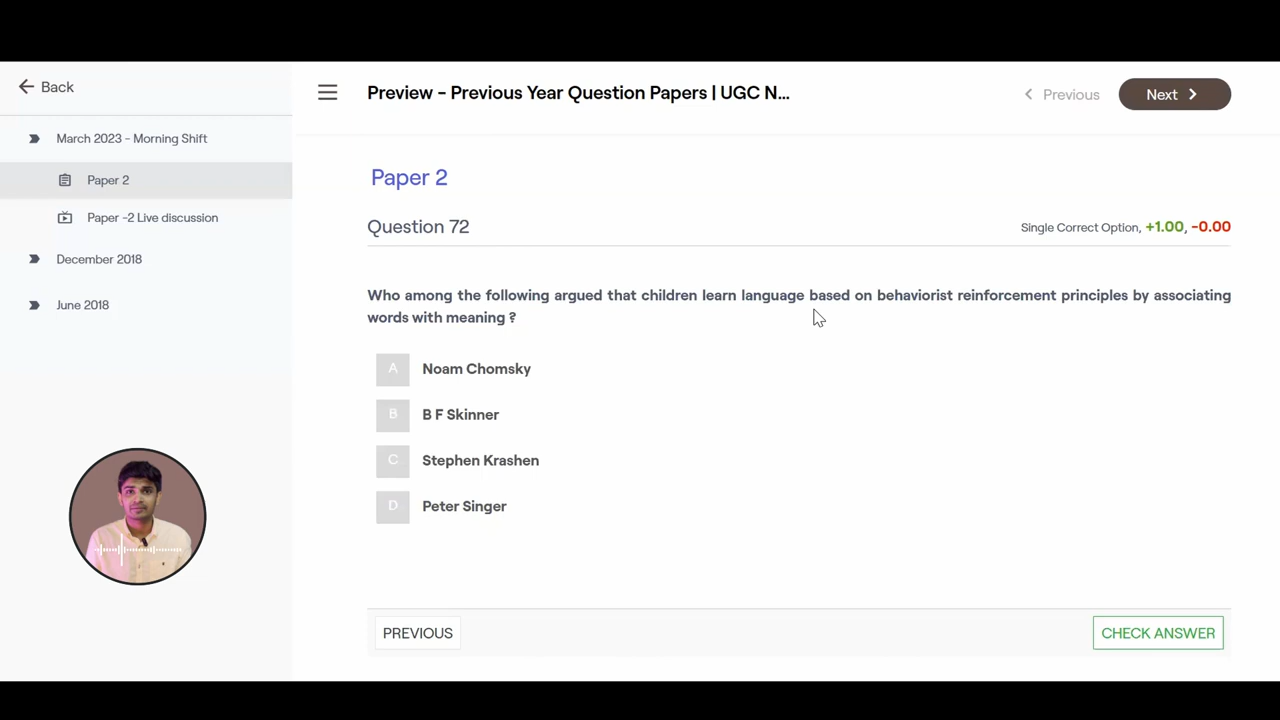 Back
March 2023 - Morning Shift
Paper 2
Paper -2 Live discussion
December 2018
June 2018
Preview - Previous Year Question Papers | UGC N...
Previous
Next
Paper 2
Question 72
Single Correct Option, +1.00, -0.00
Who among the following argued that children learn language based on behaviorist reinforcement principles by associating
words with meaning ?
A Noam Chomsky
B B F Skinner
C Stephen Krashen
D Peter Singer
PREVIOUS
CHECK ANSWER